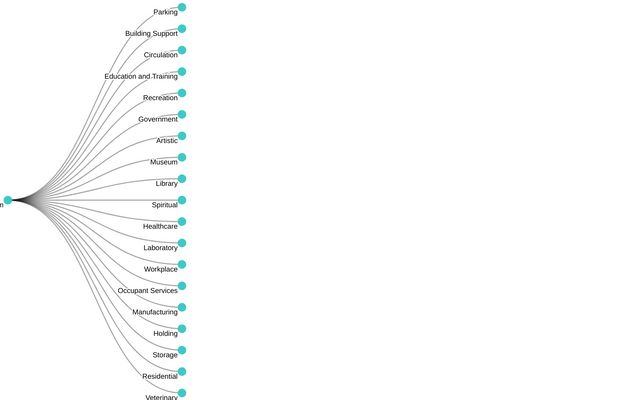 Parking
Building Support
Circulation
Education and Training
Recreation
Government
Artistic
Museum
Library
Spiritual
Healthcare
Laboratory
Workplace
Occupant Services
Manufacturing
Holding
Storage
Residential
Veterinary